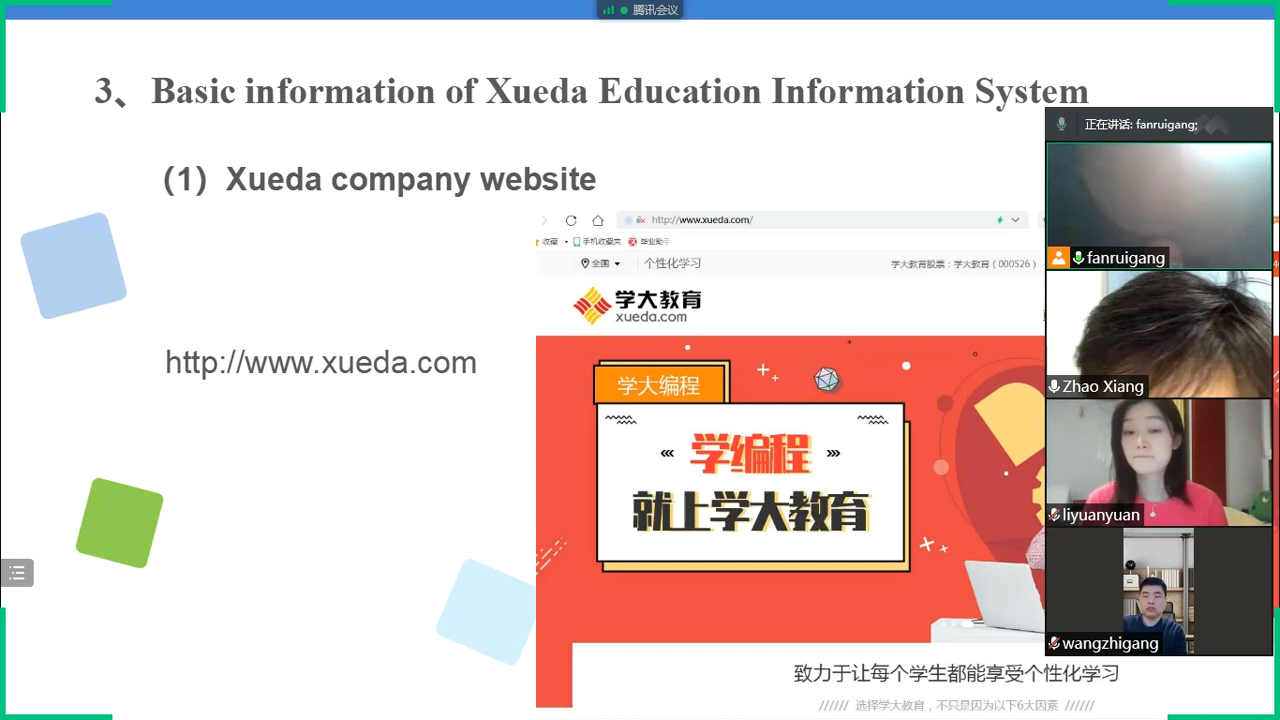 腾讯会议
3、Basic information of Xueda Education Information System
正在讲话: fanruigang;
（1）Xueda company website
http://www.xueda.com/
收藏 手机收藏夹 毕业助手
全国 个性化学习 学大教育股票：学大教育（000526）
fanruigang
学大教育
xueda.com
http://www.xueda.com
学大编程
Zhao Xiang
学编程
就上学大教育
liyuanyuan
wangzhigang
致力于让每个学生都能享受个性化学习
////// 选择学大教育，不只是因为以下6大因素 //////